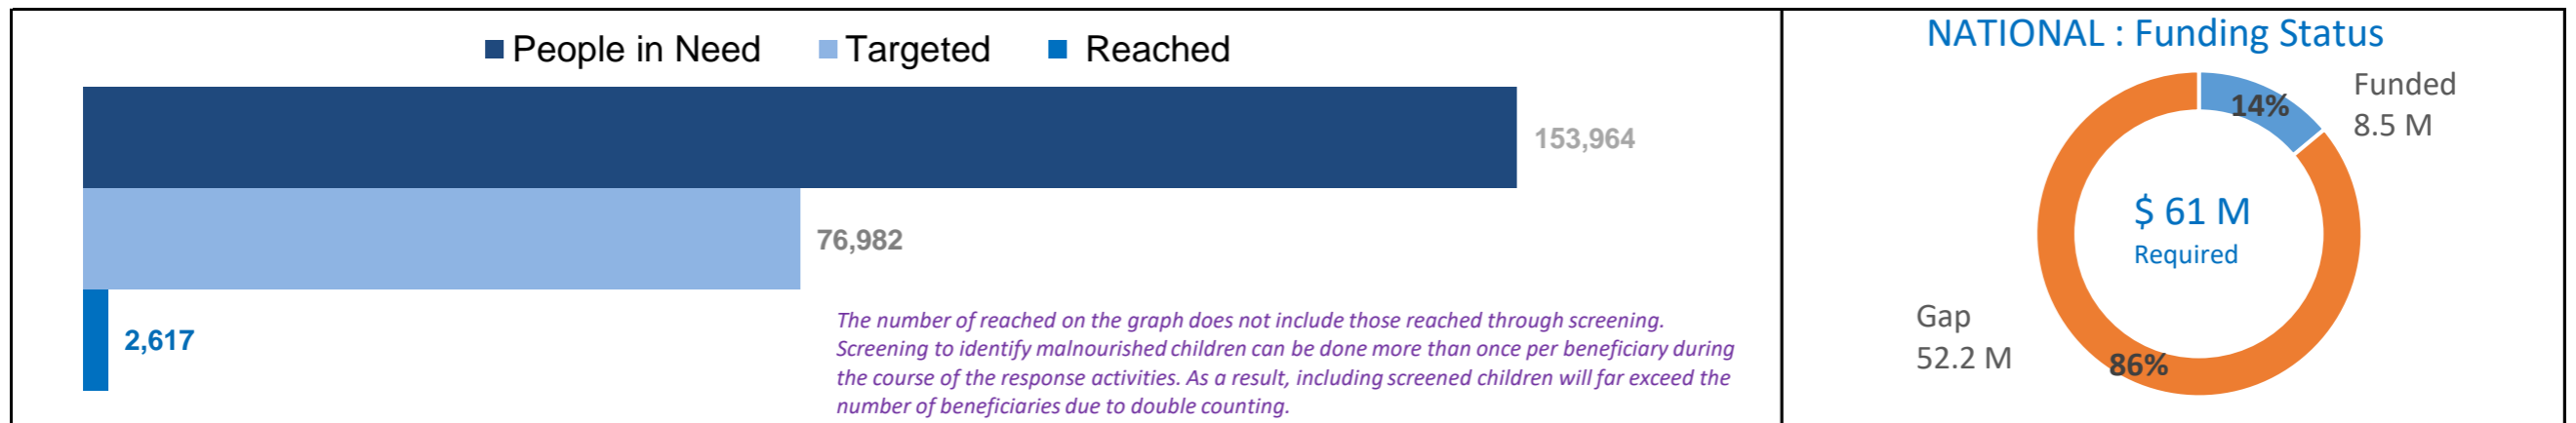 People in Need Targeted Reached
153,964
76,982
2,617
The number of reached on the graph does not include those reached through screening.
Screening to identify malnourished children can be done more than once per beneficiary during
the course of the response activities. As a result, including screened children will far exceed the
number of beneficiaries due to double counting.
NATIONAL : Funding Status
Funded
8.5 M
14%
$ 61 M
Required
Gap
52.2 M
86%